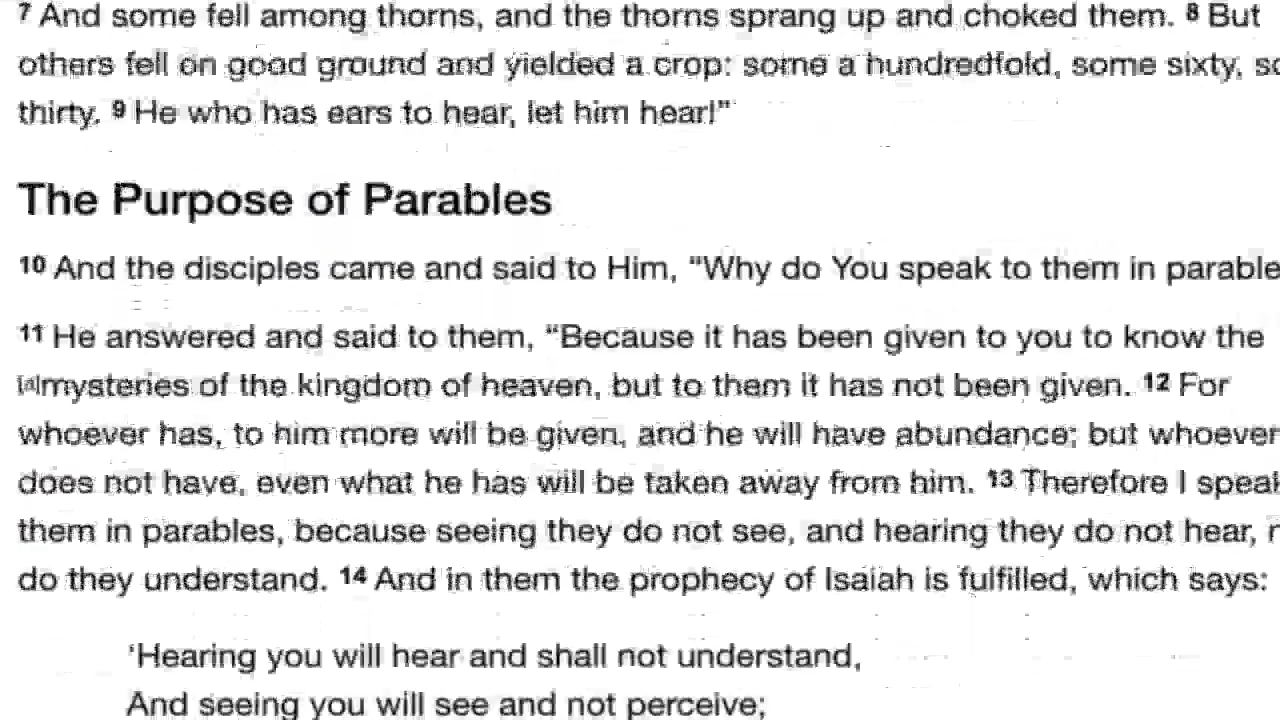 7 And some fell among thorns, and the thorns sprang up and choked them. 8 But
others fell on good ground and yielded a crop: some a hundredfold, some sixty,
thirty. 9 He who has ears to hear, let him hear!"
The Purpose of Parables
10 And the disciples came and said to Him, "Why do You speak to them in parable
11 He answered and said to them, "Because it has been given to you to know the
[a]mysteries of the kingdom of heaven, but to them it has not been given. 12 For
whoever has, to him more will be given, and he will have abundance; but whoever
does not have, even what he has will be taken away from him. 13 Therefore I speak
them in parables, because seeing they do not see, and hearing they do not hear,
do they understand. 14 And in them the prophecy of Isaiah is fulfilled, which says:
'Hearing you will hear and shall not understand,
And seeing you will see and not perceive;